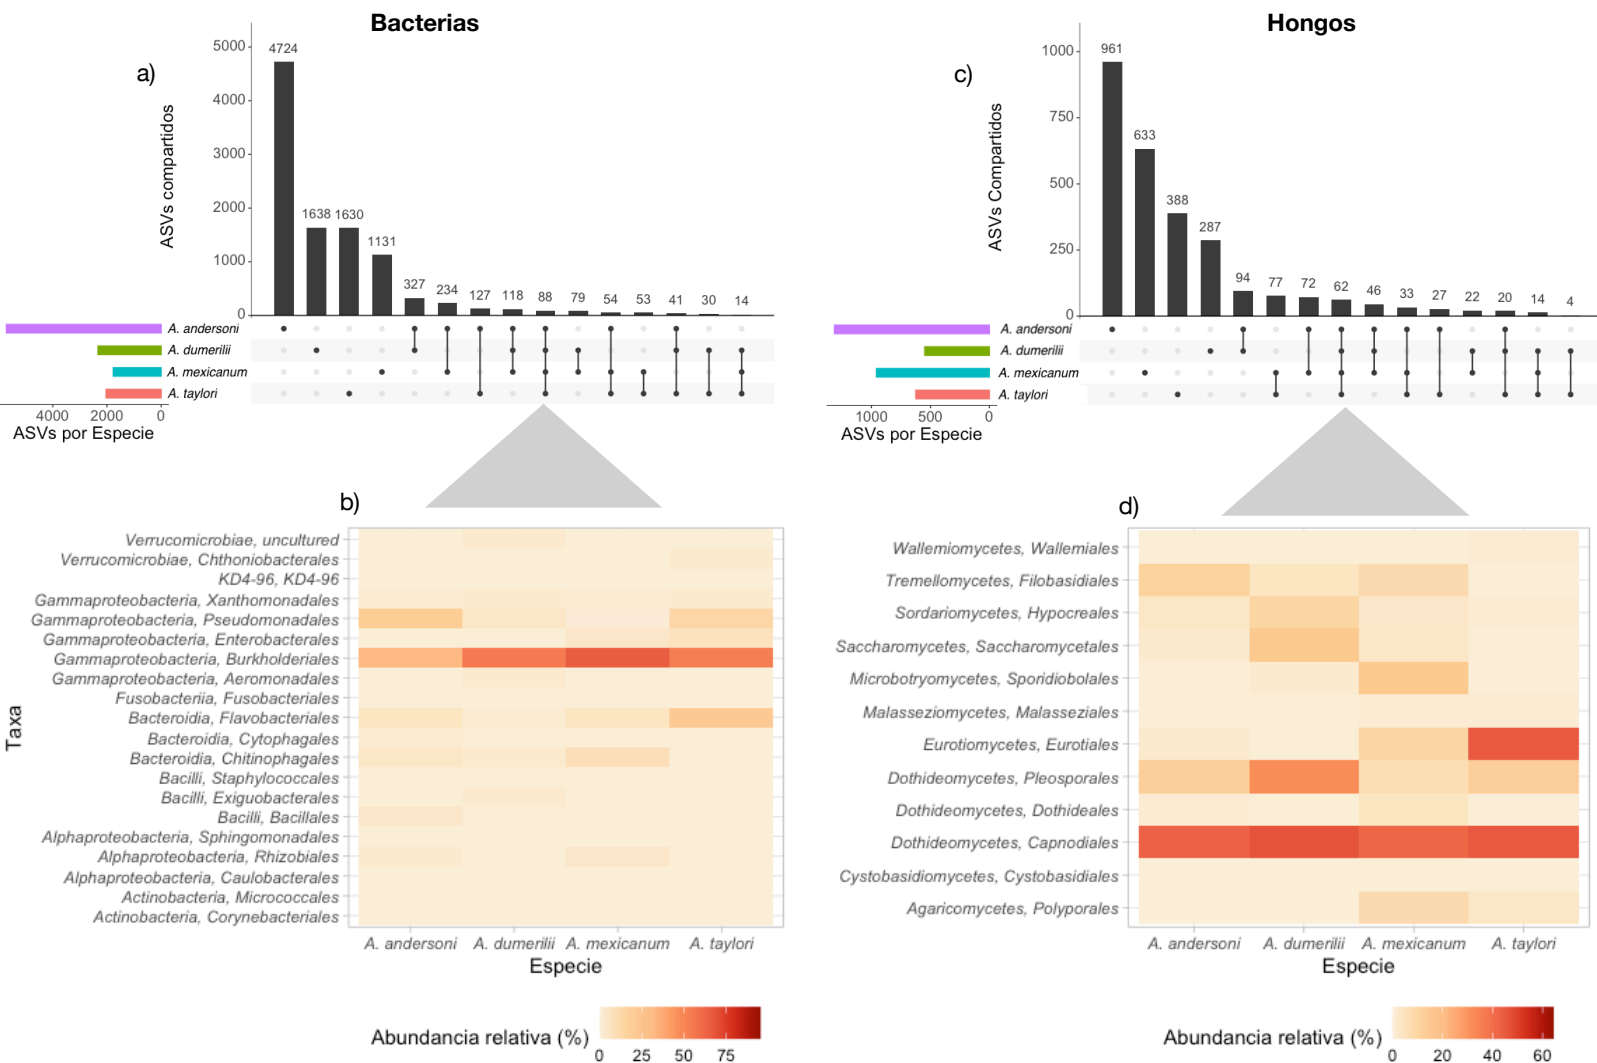 Bacterias
a)
ASVs compartidos
5000
4000
3000
2000
1000
0
4724
1638
1630
1131
327
234
127
118
88
79
54
53
41
30
14
A. andersoni
A. dumerilii
A. mexicanum
A. taylori
4000 2000 0
ASVs por Especie
Hongos
c)
ASVs Compartidos
1000
750
500
250
0
961
633
388
287
94
77
72
62
46
33
27
22
20
14
4
A. andersoni
A. dumerilii
A. mexicanum
A. taylori
1000 500 0
ASVs por Especie
b)
Taxa
Verrucomicrobiae, uncultured
Verrucomicrobiae, Chthoniobacterales
KD4-96, KD4-96
Gammaproteobacteria, Xanthomonadales
Gammaproteobacteria, Pseudomonadales
Gammaproteobacteria, Enterobacterales
Gammaproteobacteria, Burkholderiales
Gammaproteobacteria, Aeromonadales
Fusobacteriia, Fusobacteriales
Bacteroidia, Flavobacteriales
Bacteroidia, Cytophagales
Bacteroidia, Chitinophagales
Bacilli, Staphylococcales
Bacilli, Exiguobacterales
Bacilli, Bacillales
Alphaproteobacteria, Sphingomonadales
Alphaproteobacteria, Rhizobiales
Alphaproteobacteria, Caulobacterales
Actinobacteria, Micrococcales
Actinobacteria, Corynebacteriales
A. andersoni A. dumerilii A. mexicanum A. taylori
Especie
Abundancia relativa (%)
0 25 50 75
d)
Wallemiomycetes, Wallemiales
Tremellomycetes, Filobasidiales
Sordariomycetes, Hypocreales
Saccharomycetes, Saccharomycetales
Microbotryomycetes, Sporidiobolales
Malasseziomycetes, Malasseziales
Eurotiomycetes, Eurotiales
Dothideomycetes, Pleosporales
Dothideomycetes, Dothideales
Dothideomycetes, Capnodiales
Cystobasidiomycetes, Cystobasidiales
Agaricomycetes, Polyporales
A. andersoni A. dumerilii A. mexicanum A. taylori
Especie
Abundancia relativa (%)
0 20 40 60